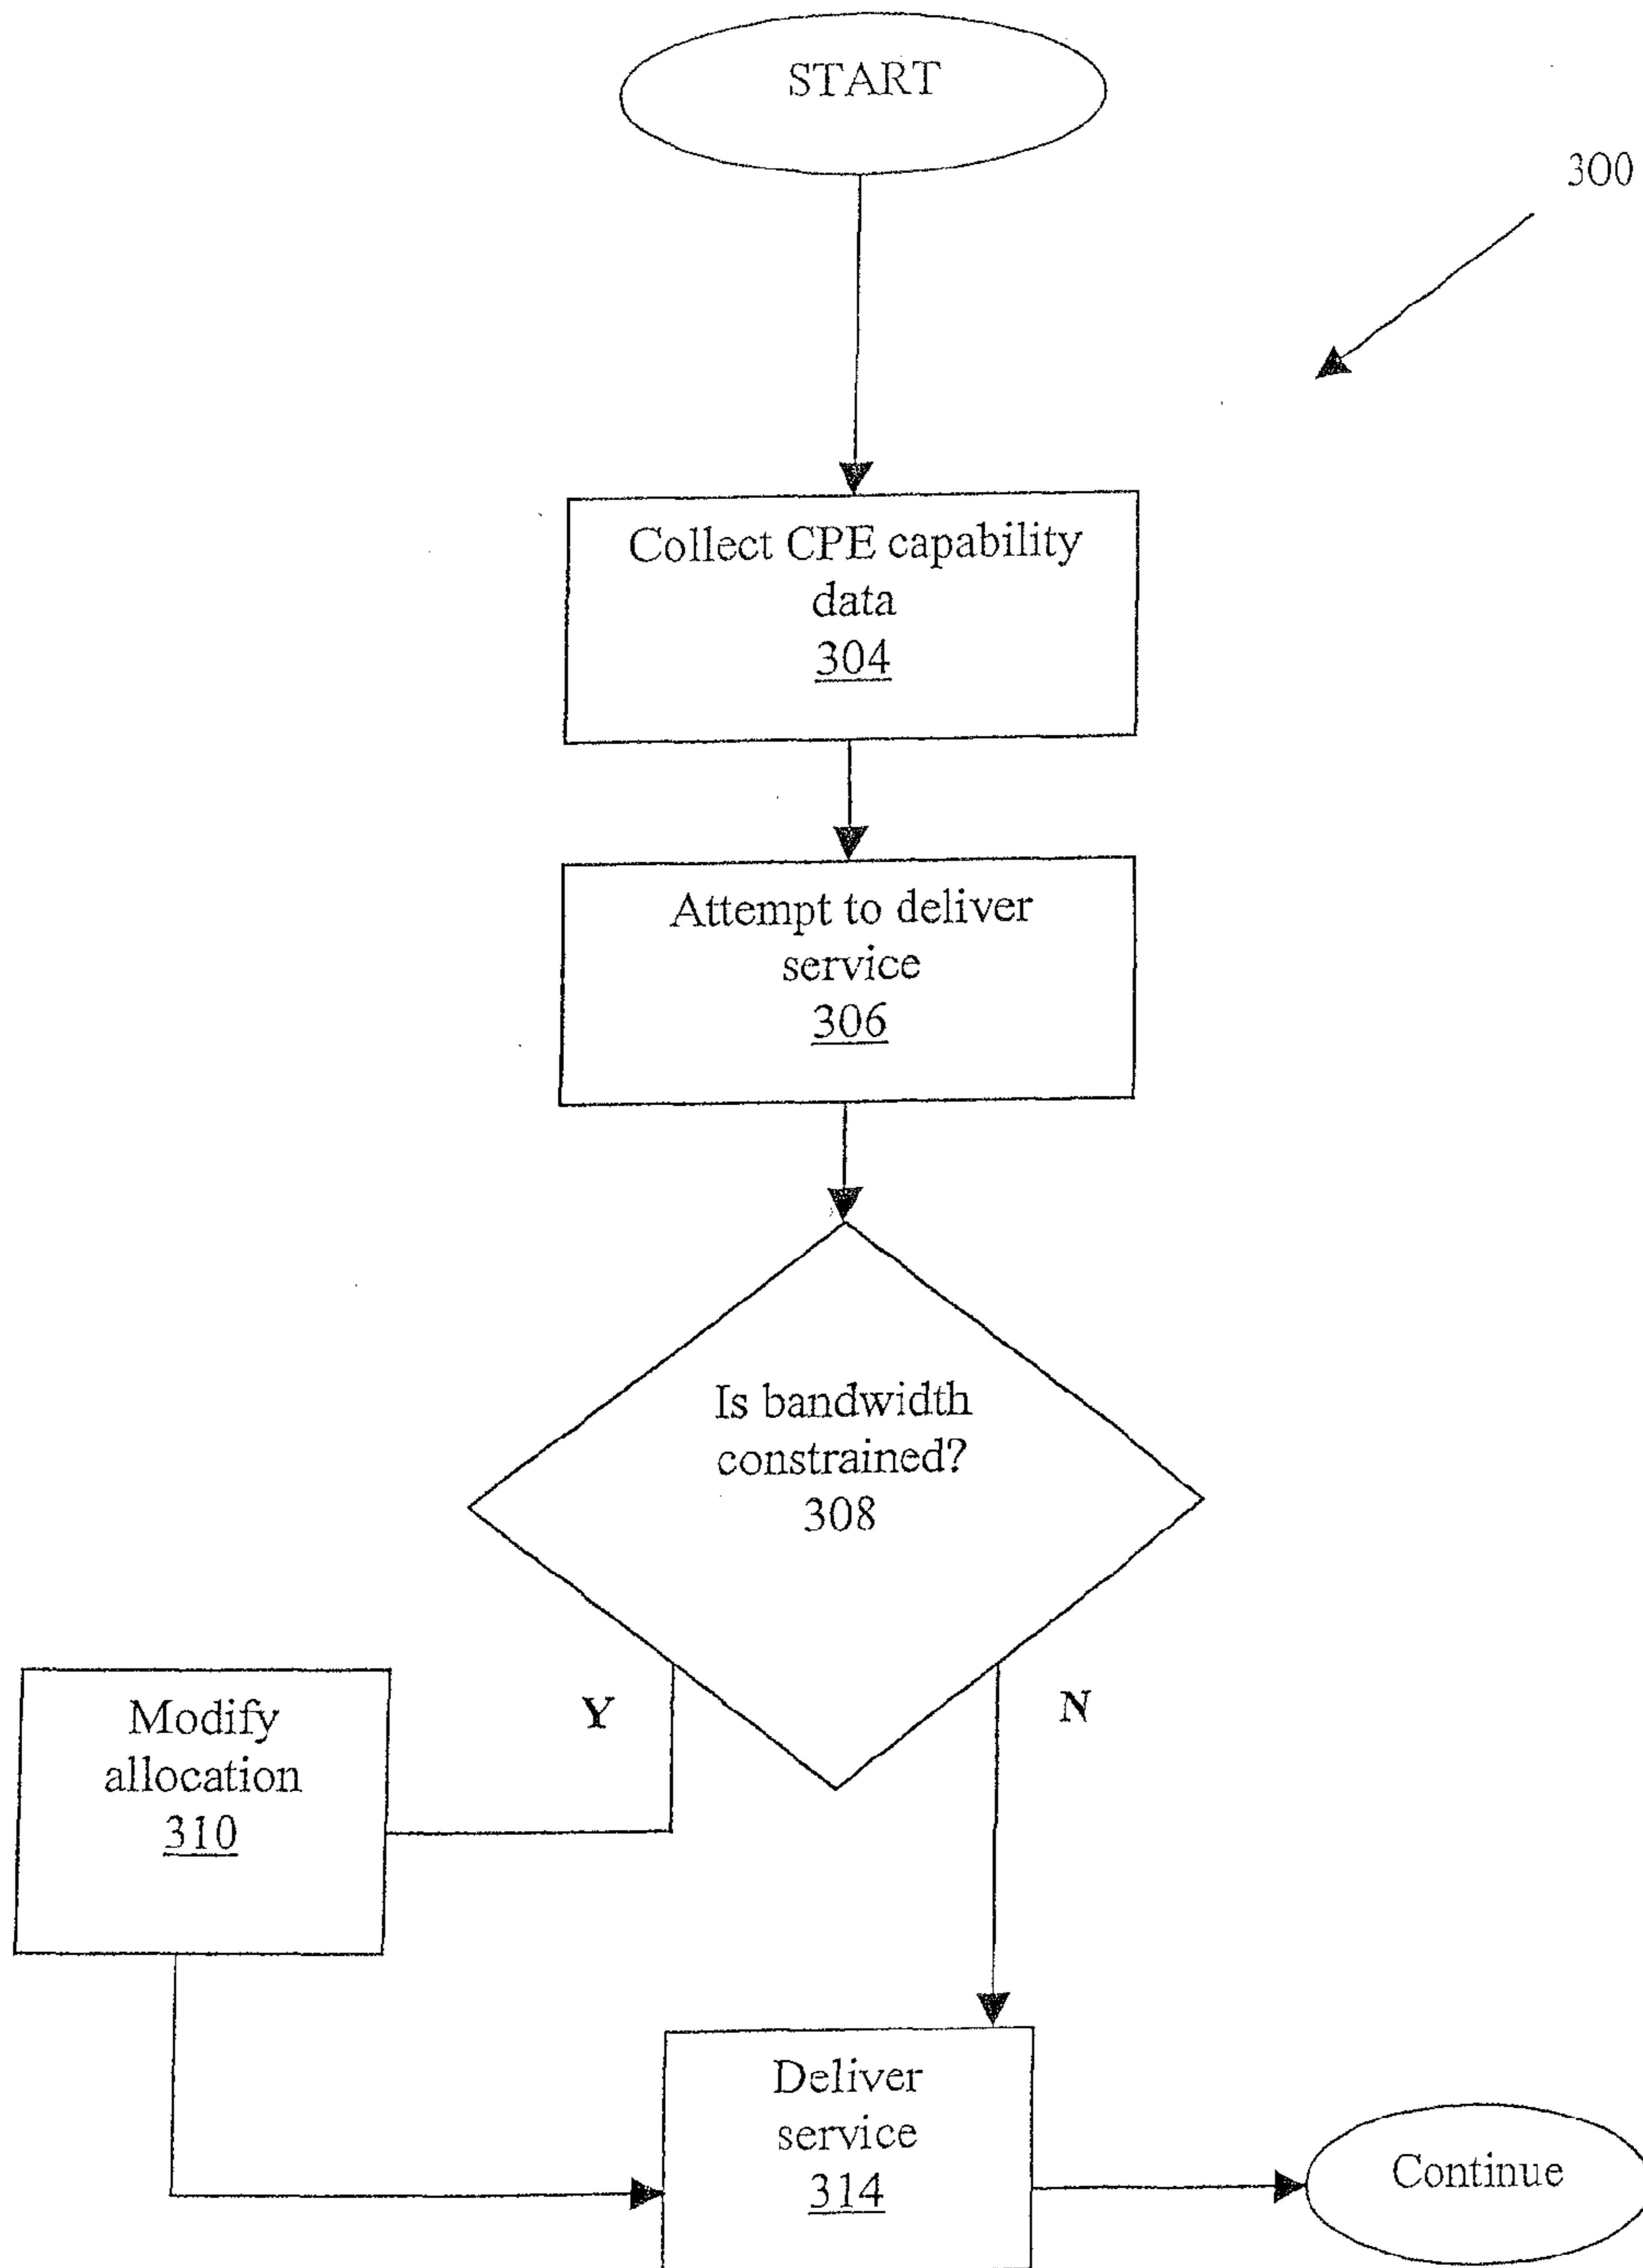 START
300
Collect CPE capability
data
304
Attempt to deliver
service
306
Is bandwidth
constrained?
308
Y
N
Modify
allocation
310
Deliver
service
314
Continue